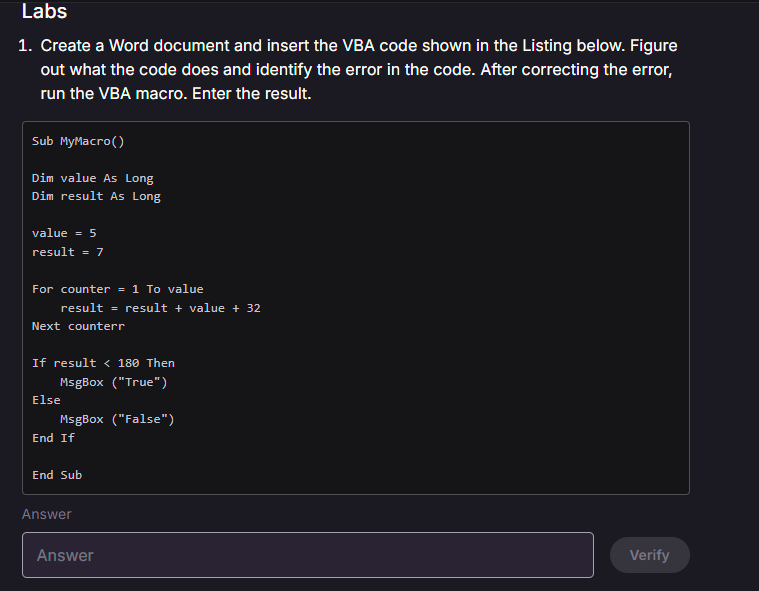 Labs
1. Create a Word document and insert the VBA code shown in the Listing below. Figure
out what the code does and identify the error in the code. After correcting the error,
run the VBA macro. Enter the result.
Sub MyMacro()
Dim value As Long
Dim result As Long
value = 5
result = 7
For counter = 1 To value
    result = result + value + 32
Next counterr
If result < 180 Then
    MsgBox ("True")
Else
    MsgBox ("False")
End If
End Sub
Answer
Answer
Verify